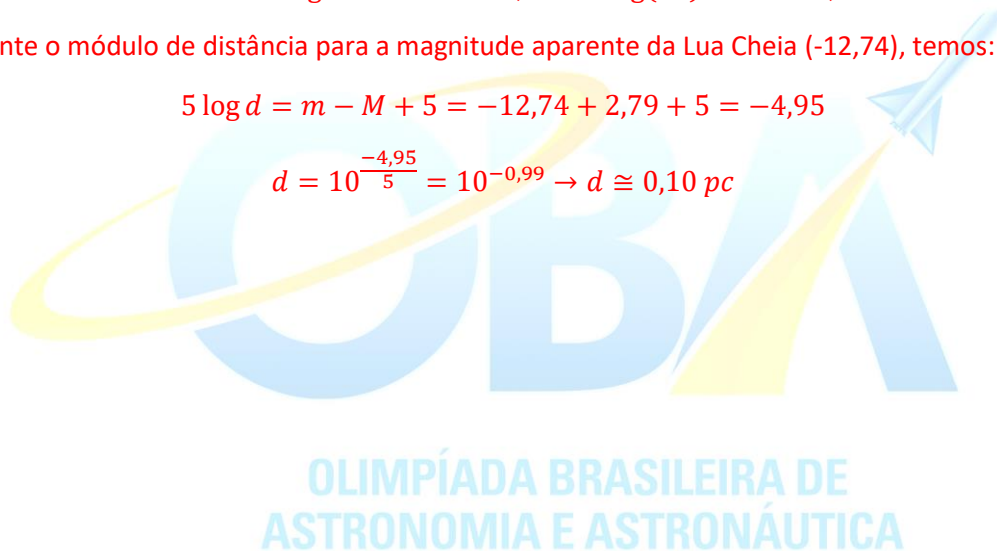 nte o módulo de distância para a magnitude aparente da Lua Cheia (-12,74), temos:
5 log d = m − M + 5 = −12,74 + 2,79 + 5 = −4,95
d = 10^(−4,95/5) = 10^−0,99 → d ≅ 0,10 pc
OBA
OLIMPÍADA BRASILEIRA DE
ASTRONOMIA E ASTRONÁUTICA